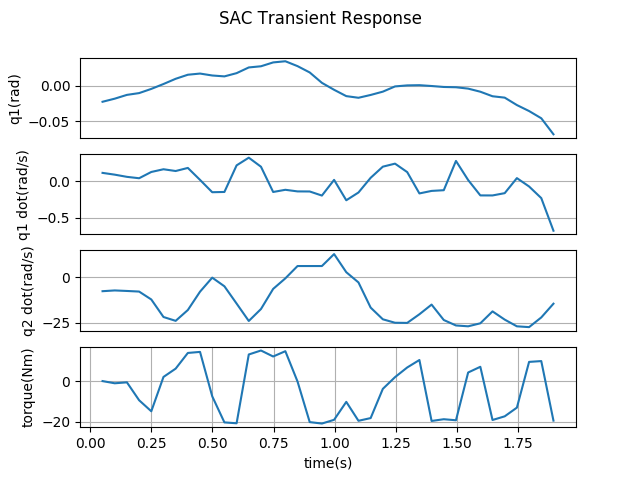 SAC Transient Response
q1(rad)
0.00
−0.05
q1 dot(rad/s)
0.0
−0.5
q2 dot(rad/s)
0
−25
torque(Nm)
0
−20
0.00 0.25 0.50 0.75 1.00 1.25 1.50 1.75
time(s)